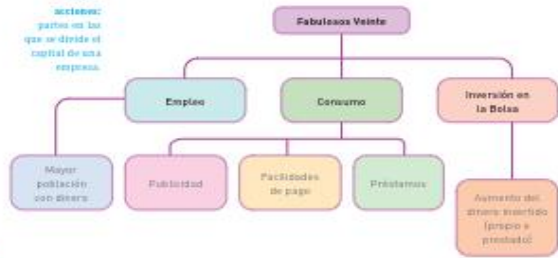 acciones:
partes en las
que se divide el
capital de una
empresa.
Fabulosos Veinte
Empleo
Consumo
Inversión en
la Bolsa
Mayor
población
con dinero
Publicidad
Facilidades
de pago
Préstamos
Aumento del
dinero invertido
(propio o
prestado)